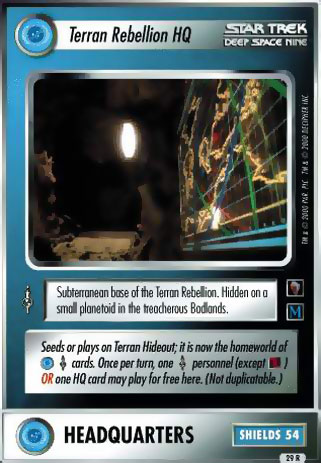 Terran Rebellion HQ
STAR TREK
DEEP SPACE NINE
TM & © 2000 PAR. PIC. TM & © 2000 DECIPHER INC.
Subterranean base of the Terran Rebellion. Hidden on a
small planetoid in the treacherous Badlands.
M
Seeds or plays on Terran Hideout; it is now the homeworld of
cards. Once per turn, one personnel (except )
OR one HQ card may play for free here. (Not duplicatable.)
HEADQUARTERS
SHIELDS 54
29 R